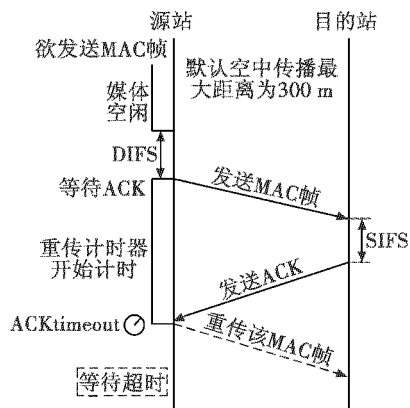 源站
目的站
欲发送MAC帧
默认空中传播最
大距离为300 m
媒体
空闲
DIFS
等待ACK
发送MAC帧
SIFS
重传计时器
开始计时
发送ACK
ACKtimeout
重传该MAC帧
等待超时